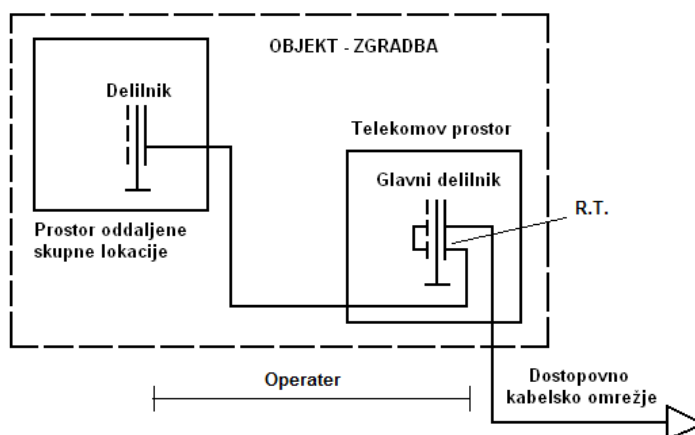 OBJEKT - ZGRADBA
Delilnik
Telekomov prostor
Glavni delilnik
R.T.
Prostor oddaljene
skupne lokacije
Operater
Dostopovno
kabelsko omrežje